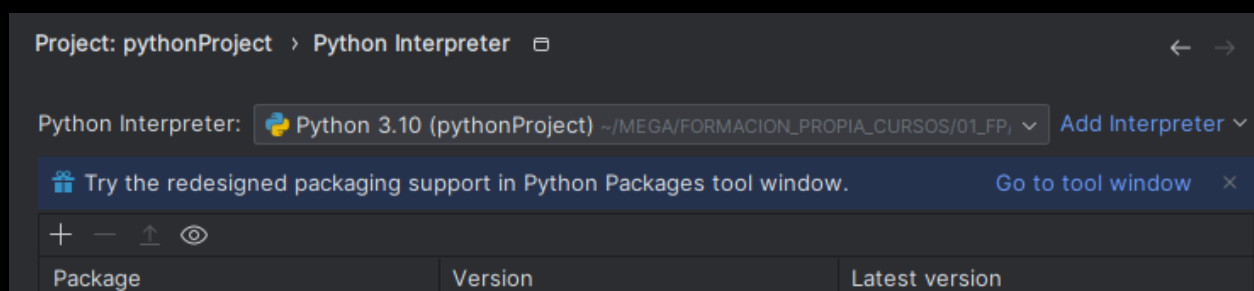 Project: pythonProject › Python Interpreter
Python Interpreter: Python 3.10 (pythonProject) ~/MEGA/FORMACION_PROPIA_CURSOS/01_FP/ Add Interpreter
Try the redesigned packaging support in Python Packages tool window. Go to tool window
Package Version Latest version